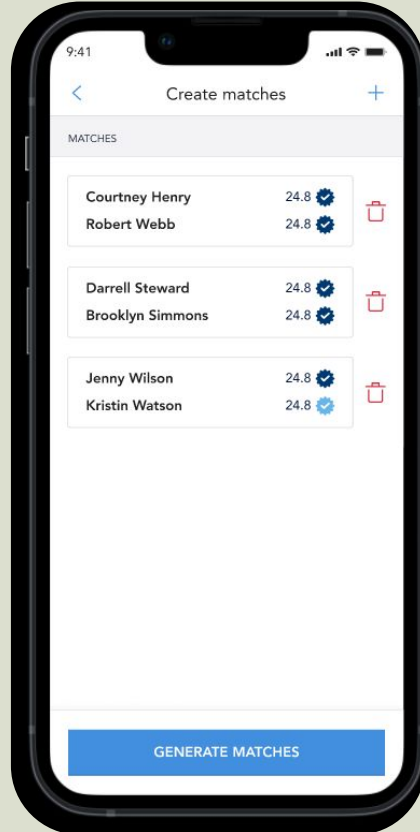 9:41
Create matches
MATCHES
Courtney Henry 24.8
Robert Webb 24.8
Darrell Steward 24.8
Brooklyn Simmons 24.8
Jenny Wilson 24.8
Kristin Watson 24.8
GENERATE MATCHES